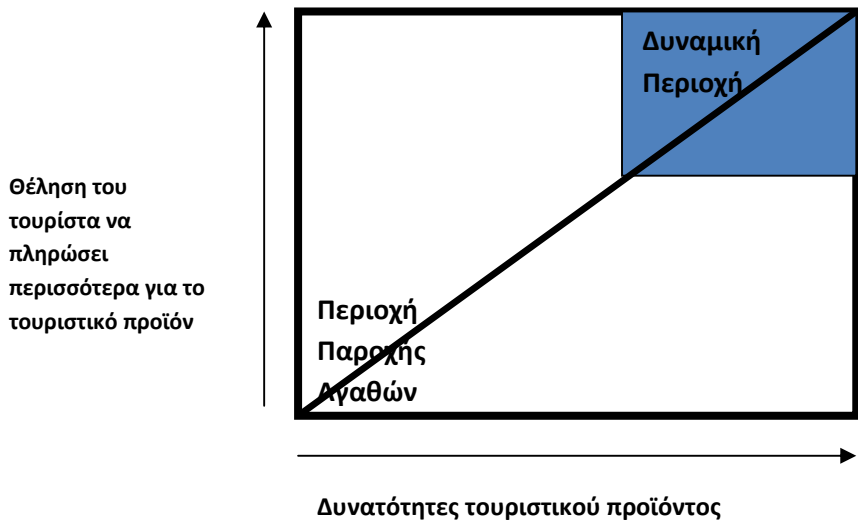 Δυναμική
Περιοχή
Θέληση του
τουρίστα να
πληρώσει
περισσότερα για το
τουριστικό προϊόν
Περιοχή
Παροχής
Αγαθών
Δυνατότητες τουριστικού προϊόντος